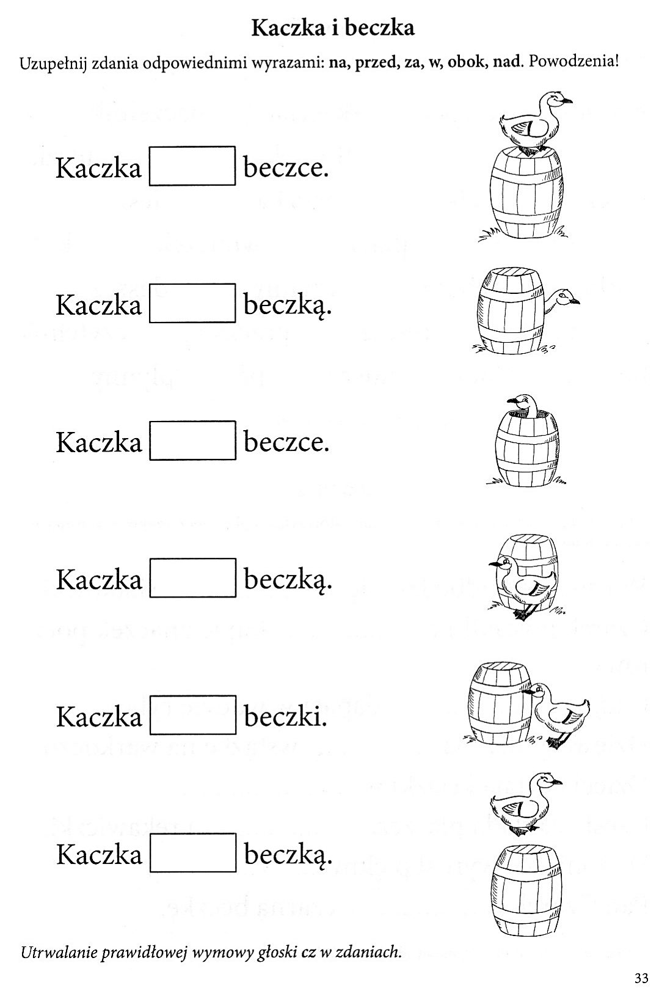 Kaczka i beczka
Uzupełnij zdania odpowiednimi wyrazami: na, przed, za, w, obok, nad. Powodzenia!
Kaczka beczce.
Kaczka beczką.
Kaczka beczce.
Kaczka beczką.
Kaczka beczki.
Kaczka beczką.
Utrwalanie prawidłowej wymowy głoski cz w zdaniach.
33